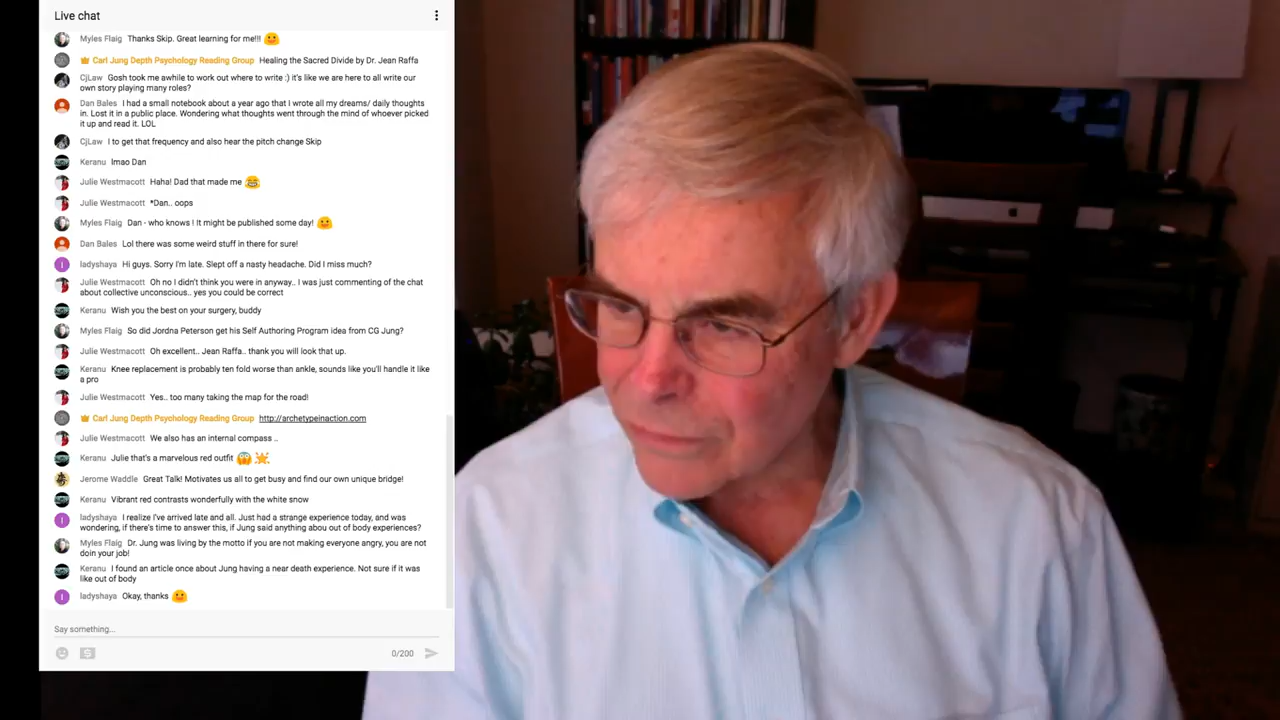 Live chat
Myles Flaig Thanks Skip. Great learning for me!!!
Carl Jung Depth Psychology Reading Group Healing the Sacred Divide by Dr. Jean Raffa
CjLaw Gosh took me awhile to work out where to write :) it's like we are here to all write our
own story playing many roles?
Dan Bales I had a small notebook about a year ago that I wrote all my dreams/ daily thoughts
in. Lost it in a public place. Wondering what thoughts went through the mind of whoever picked
it up and read it. LOL
CjLaw I to get that frequency and also hear the pitch change Skip
Keranu lmao Dan
Julie Westmacott Haha! Dad that made me 😂
Julie Westmacott *Dan.. oops
Myles Flaig Dan - who knows ! It might be published some day!
Dan Bales Lol there was some weird stuff in there for sure!
ladyshaya Hi guys. Sorry I'm late. Slept off a nasty headache. Did I miss much?
Julie Westmacott Oh no I didn't think you were in anyway.. I was just commenting of the chat
about collective unconscious.. yes you could be correct
Keranu Wish you the best on your surgery, buddy
Myles Flaig So did Jordna Peterson get his Self Authoring Program idea from CG Jung?
Julie Westmacott Oh excellent.. Jean Raffa.. thank you will look that up.
Keranu Knee replacement is probably ten fold worse than ankle, sounds like you'll handle it like
a pro
Julie Westmacott Yes.. too many taking the map for the road!
Carl Jung Depth Psychology Reading Group http://archetypeinaction.com
Julie Westmacott We also has an internal compass ..
Keranu Julie that's a marvelous red outfit
Jerome Waddle Great Talk! Motivates us all to get busy and find our own unique bridge!
Keranu Vibrant red contrasts wonderfully with the white snow
ladyshaya I realize I've arrived late and all. Just had a strange experience today, and was
wondering, if there's time to answer this, if Jung said anything abou out of body experiences?
Myles Flaig Dr. Jung was living by the motto if you are not making everyone angry, you are not
doin your job!
Keranu I found an article once about Jung having a near death experience. Not sure if it was
like out of body
ladyshaya Okay, thanks
Say something...
0/200